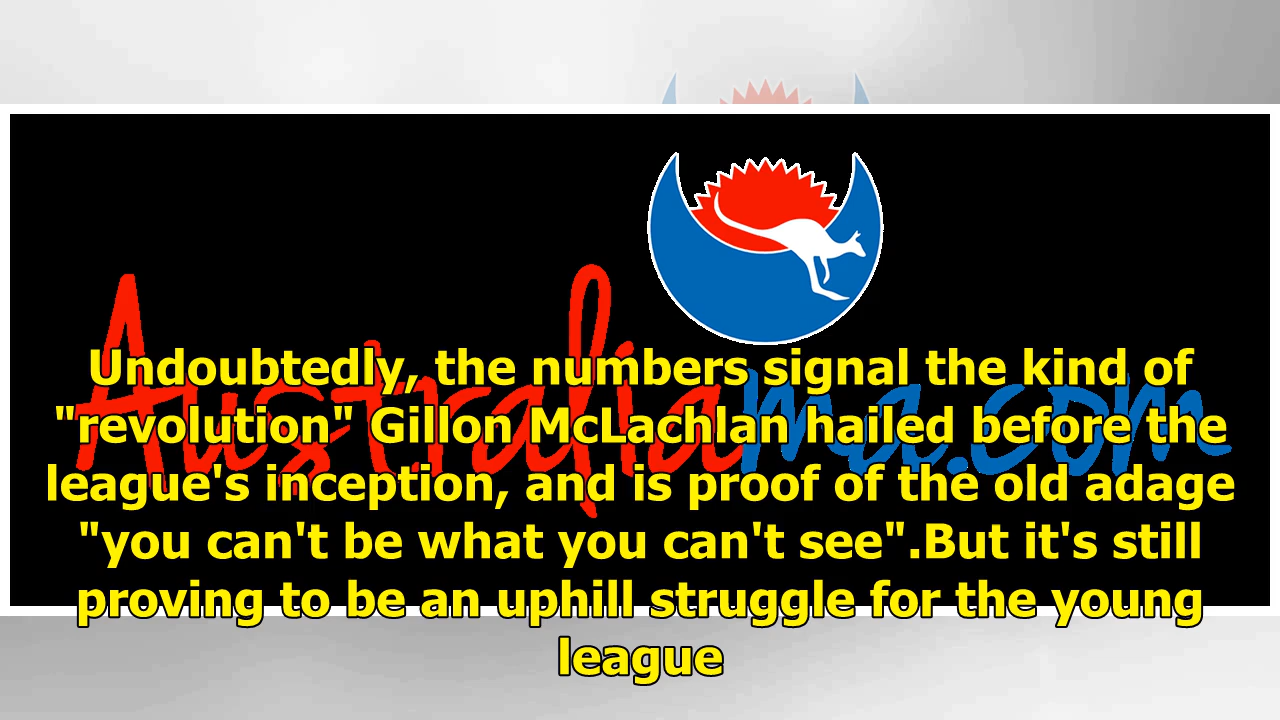 Australiama.com
Undoubtedly, the numbers signal the kind of
"revolution" Gillon McLachlan hailed before the
league's inception, and is proof of the old adage
"you can't be what you can't see".But it's still
proving to be an uphill struggle for the young
league